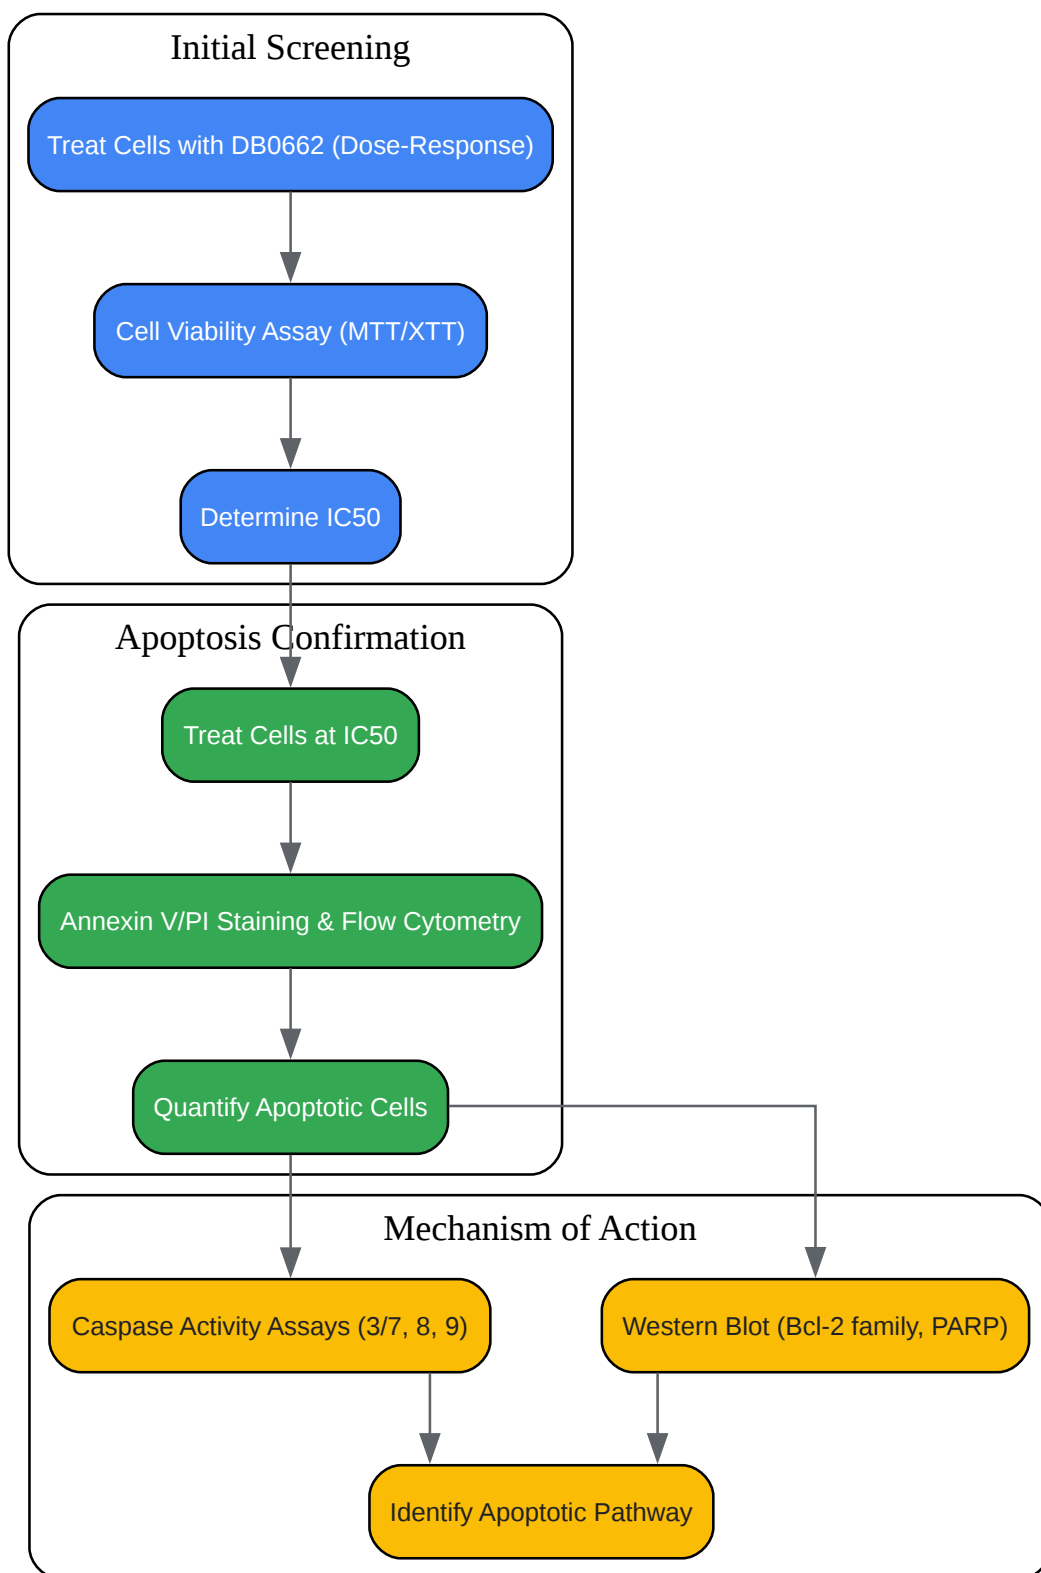 Initial Screening
Treat Cells with DB0662 (Dose-Response)
Cell Viability Assay (MTT/XTT)
Determine IC50
Apoptosis Confirmation
Treat Cells at IC50
Annexin V/PI Staining & Flow Cytometry
Quantify Apoptotic Cells
Mechanism of Action
Caspase Activity Assays (3/7, 8, 9)
Western Blot (Bcl-2 family, PARP)
Identify Apoptotic Pathway